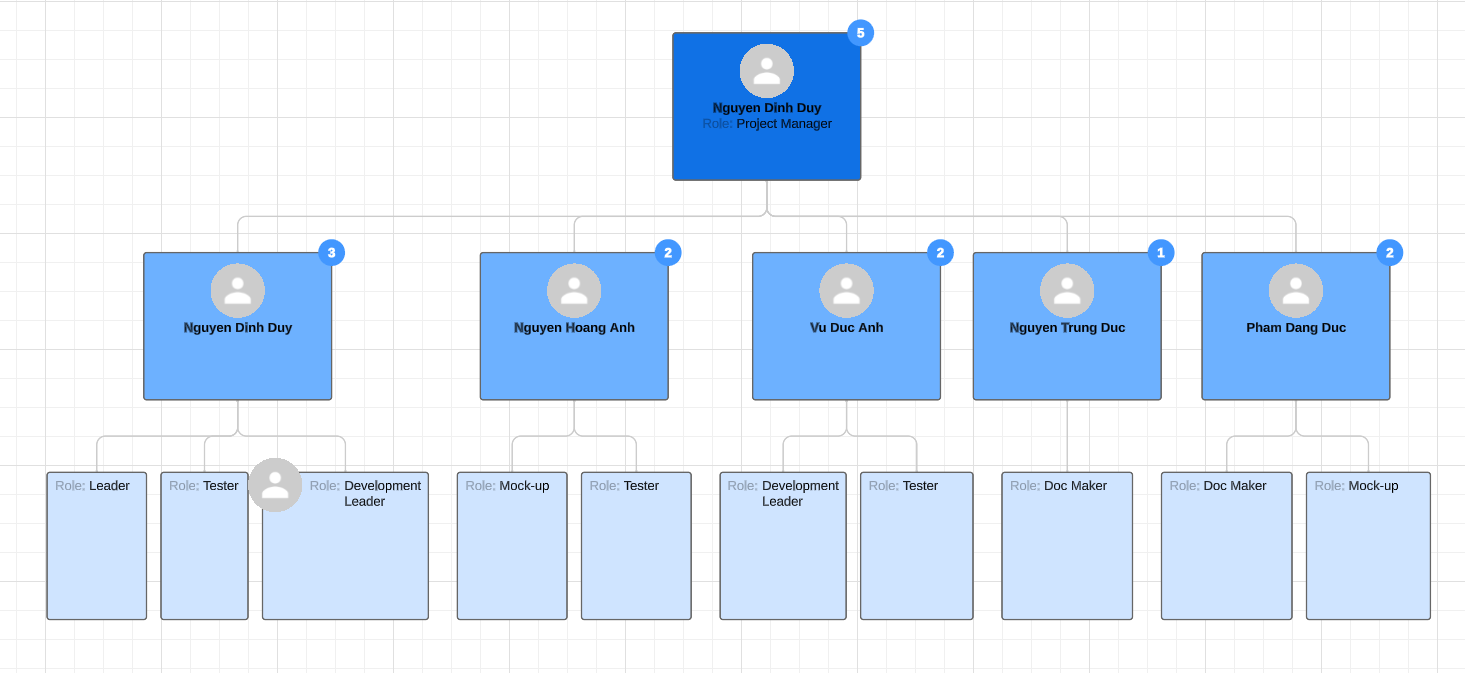 5
Nguyen Dinh Duy
Role: Project Manager
3
2
2
1
2
Nguyen Dinh Duy
Nguyen Hoang Anh
Vu Duc Anh
Nguyen Trung Duc
Pham Dang Duc
Role: Leader
Role: Tester
Role: Development
Leader
Role: Mock-up
Role: Tester
Role: Development
Leader
Role: Tester
Role: Doc Maker
Role: Doc Maker
Role: Mock-up